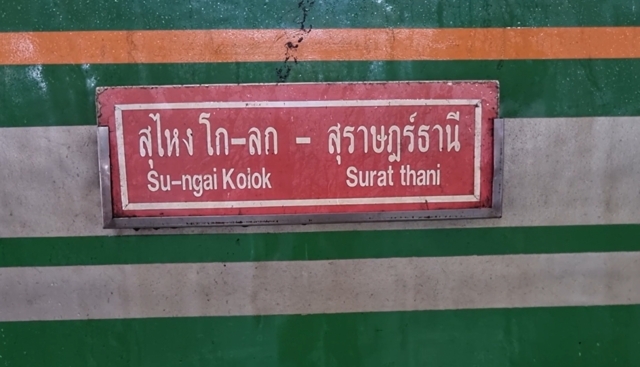 สุไหง โก-ลก - สุราษฎร์ธานี
Su-ngai Kolok Surat thani